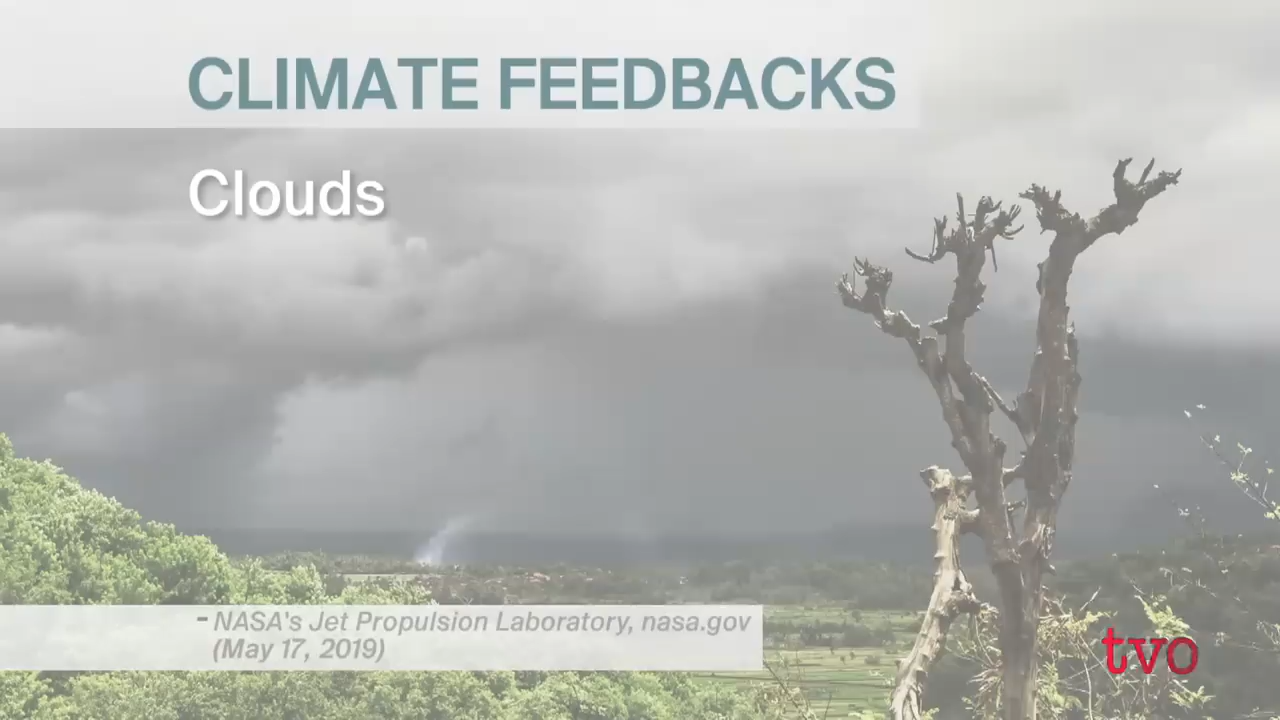 CLIMATE FEEDBACKS
Clouds
- NASA's Jet Propulsion Laboratory, nasa.gov
(May 17, 2019)
tvo